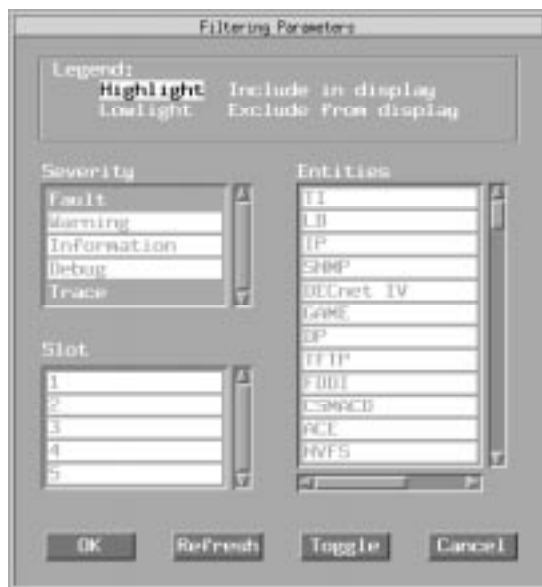 Filtering Parameters
Legend:
Highlight Include in display
Lowlight Exclude from display
Severity
Fault
Warning
Information
Debug
Trace
Slot
1
2
3
4
5
Entities
TI
LB
IP
SNMP
DECnet IV
GAME
DP
TFTP
FDDI
CSMACD
ACE
NVFS
OK
Refresh
Toggle
Cancel